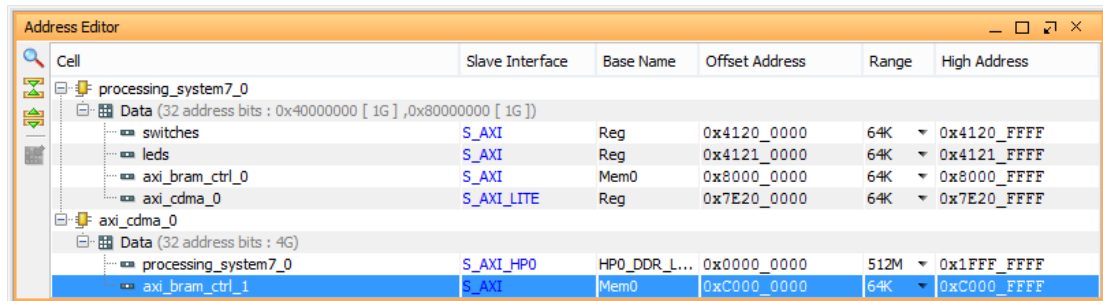 Address Editor
Cell Slave Interface Base Name Offset Address Range High Address
processing_system7_0
Data (32 address bits : 0x40000000 [ 1G ] ,0x80000000 [ 1G ])
switches S_AXI Reg 0x4120_0000 64K 0x4120_FFFF
leds S_AXI Reg 0x4121_0000 64K 0x4121_FFFF
axi_bram_ctrl_0 S_AXI Mem0 0x8000_0000 64K 0x8000_FFFF
axi_cdma_0 S_AXI_LITE Reg 0x7E20_0000 64K 0x7E20_FFFF
axi_cdma_0
Data (32 address bits : 4G)
processing_system7_0 S_AXI_HP0 HP0_DDR_L... 0x0000_0000 512M 0x1FFF_FFFF
axi_bram_ctrl_1 S_AXI Mem0 0xC000_0000 64K 0xC000_FFFF